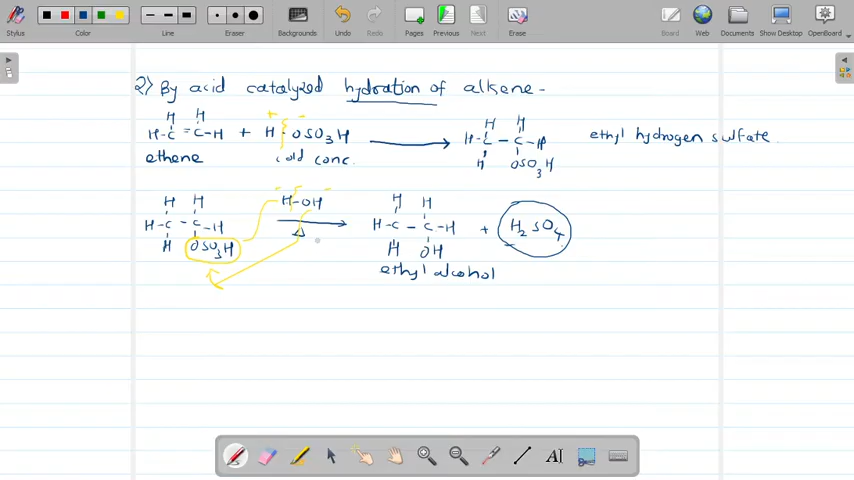 Stylus
Color
Line
Eraser
Backgrounds
Undo
Redo
Pages
Previous
Next
Erase
Board
Web
Documents
Show Desktop
OpenBoard
2) By acid catalyzed hydration of alkene-
H H + - H H
H-C = C-H + H - OSO3H H-C - C-H ethyl hydrogen sulfate
ethene cold conc. H OSO3H
H H H-OH H H
H-C - C-H Δ H-C - C-H + H2SO4
H OSO3H H OH
ethyl alcohol